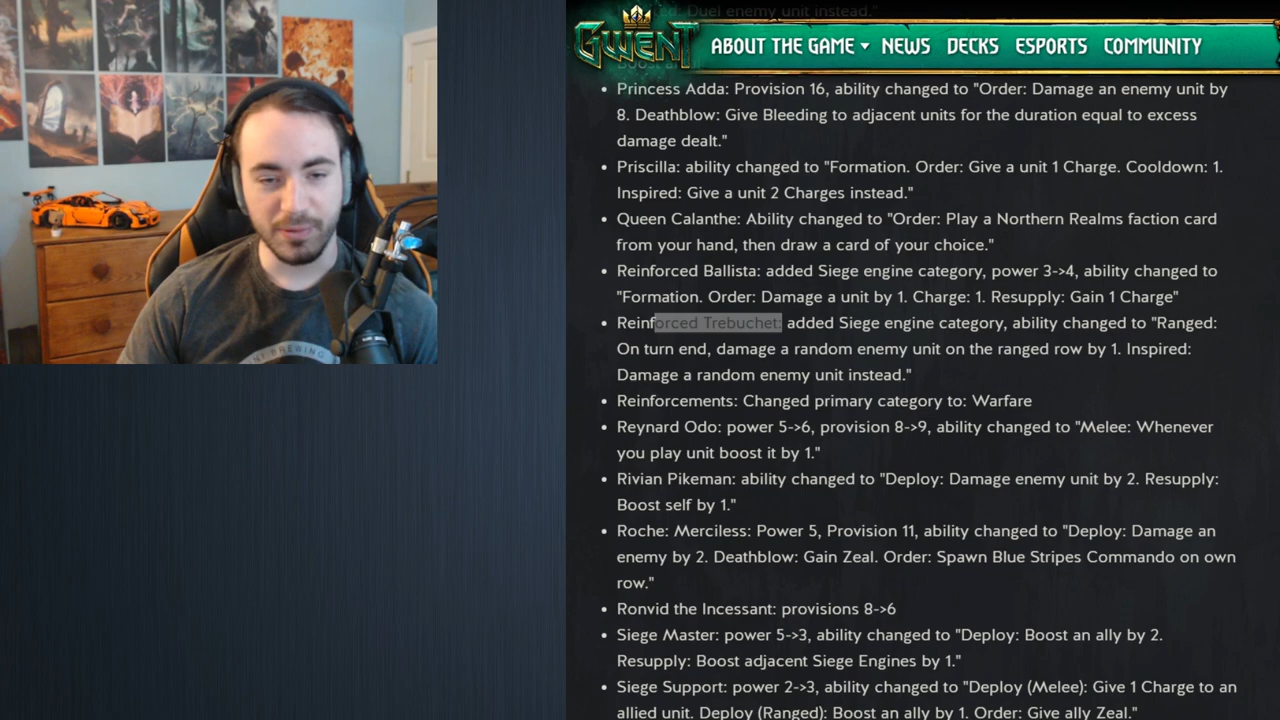 ed. Duel enemy unit instead."
GWENT
ABOUT THE GAME NEWS DECKS ESPORTS COMMUNITY
Boost all
• Princess Adda: Provision 16, ability changed to "Order: Damage an enemy unit by
8. Deathblow: Give Bleeding to adjacent units for the duration equal to excess
damage dealt."
• Priscilla: ability changed to "Formation. Order: Give a unit 1 Charge. Cooldown: 1.
Inspired: Give a unit 2 Charges instead."
• Queen Calanthe: Ability changed to "Order: Play a Northern Realms faction card
from your hand, then draw a card of your choice."
• Reinforced Ballista: added Siege engine category, power 3->4, ability changed to
"Formation. Order: Damage a unit by 1. Charge: 1. Resupply: Gain 1 Charge"
• Reinforced Trebuchet: added Siege engine category, ability changed to "Ranged:
On turn end, damage a random enemy unit on the ranged row by 1. Inspired:
Damage a random enemy unit instead."
• Reinforcements: Changed primary category to: Warfare
• Reynard Odo: power 5->6, provision 8->9, ability changed to "Melee: Whenever
you play unit boost it by 1."
• Rivian Pikeman: ability changed to "Deploy: Damage enemy unit by 2. Resupply:
Boost self by 1."
• Roche: Merciless: Power 5, Provision 11, ability changed to "Deploy: Damage an
enemy by 2. Deathblow: Gain Zeal. Order: Spawn Blue Stripes Commando on own
row."
• Ronvid the Incessant: provisions 8->6
• Siege Master: power 5->3, ability changed to "Deploy: Boost an ally by 2.
Resupply: Boost adjacent Siege Engines by 1."
• Siege Support: power 2->3, ability changed to "Deploy (Melee): Give 1 Charge to an
allied unit. Deploy (Ranged): Boost an ally by 1. Order: Give ally Zeal."
BREWING